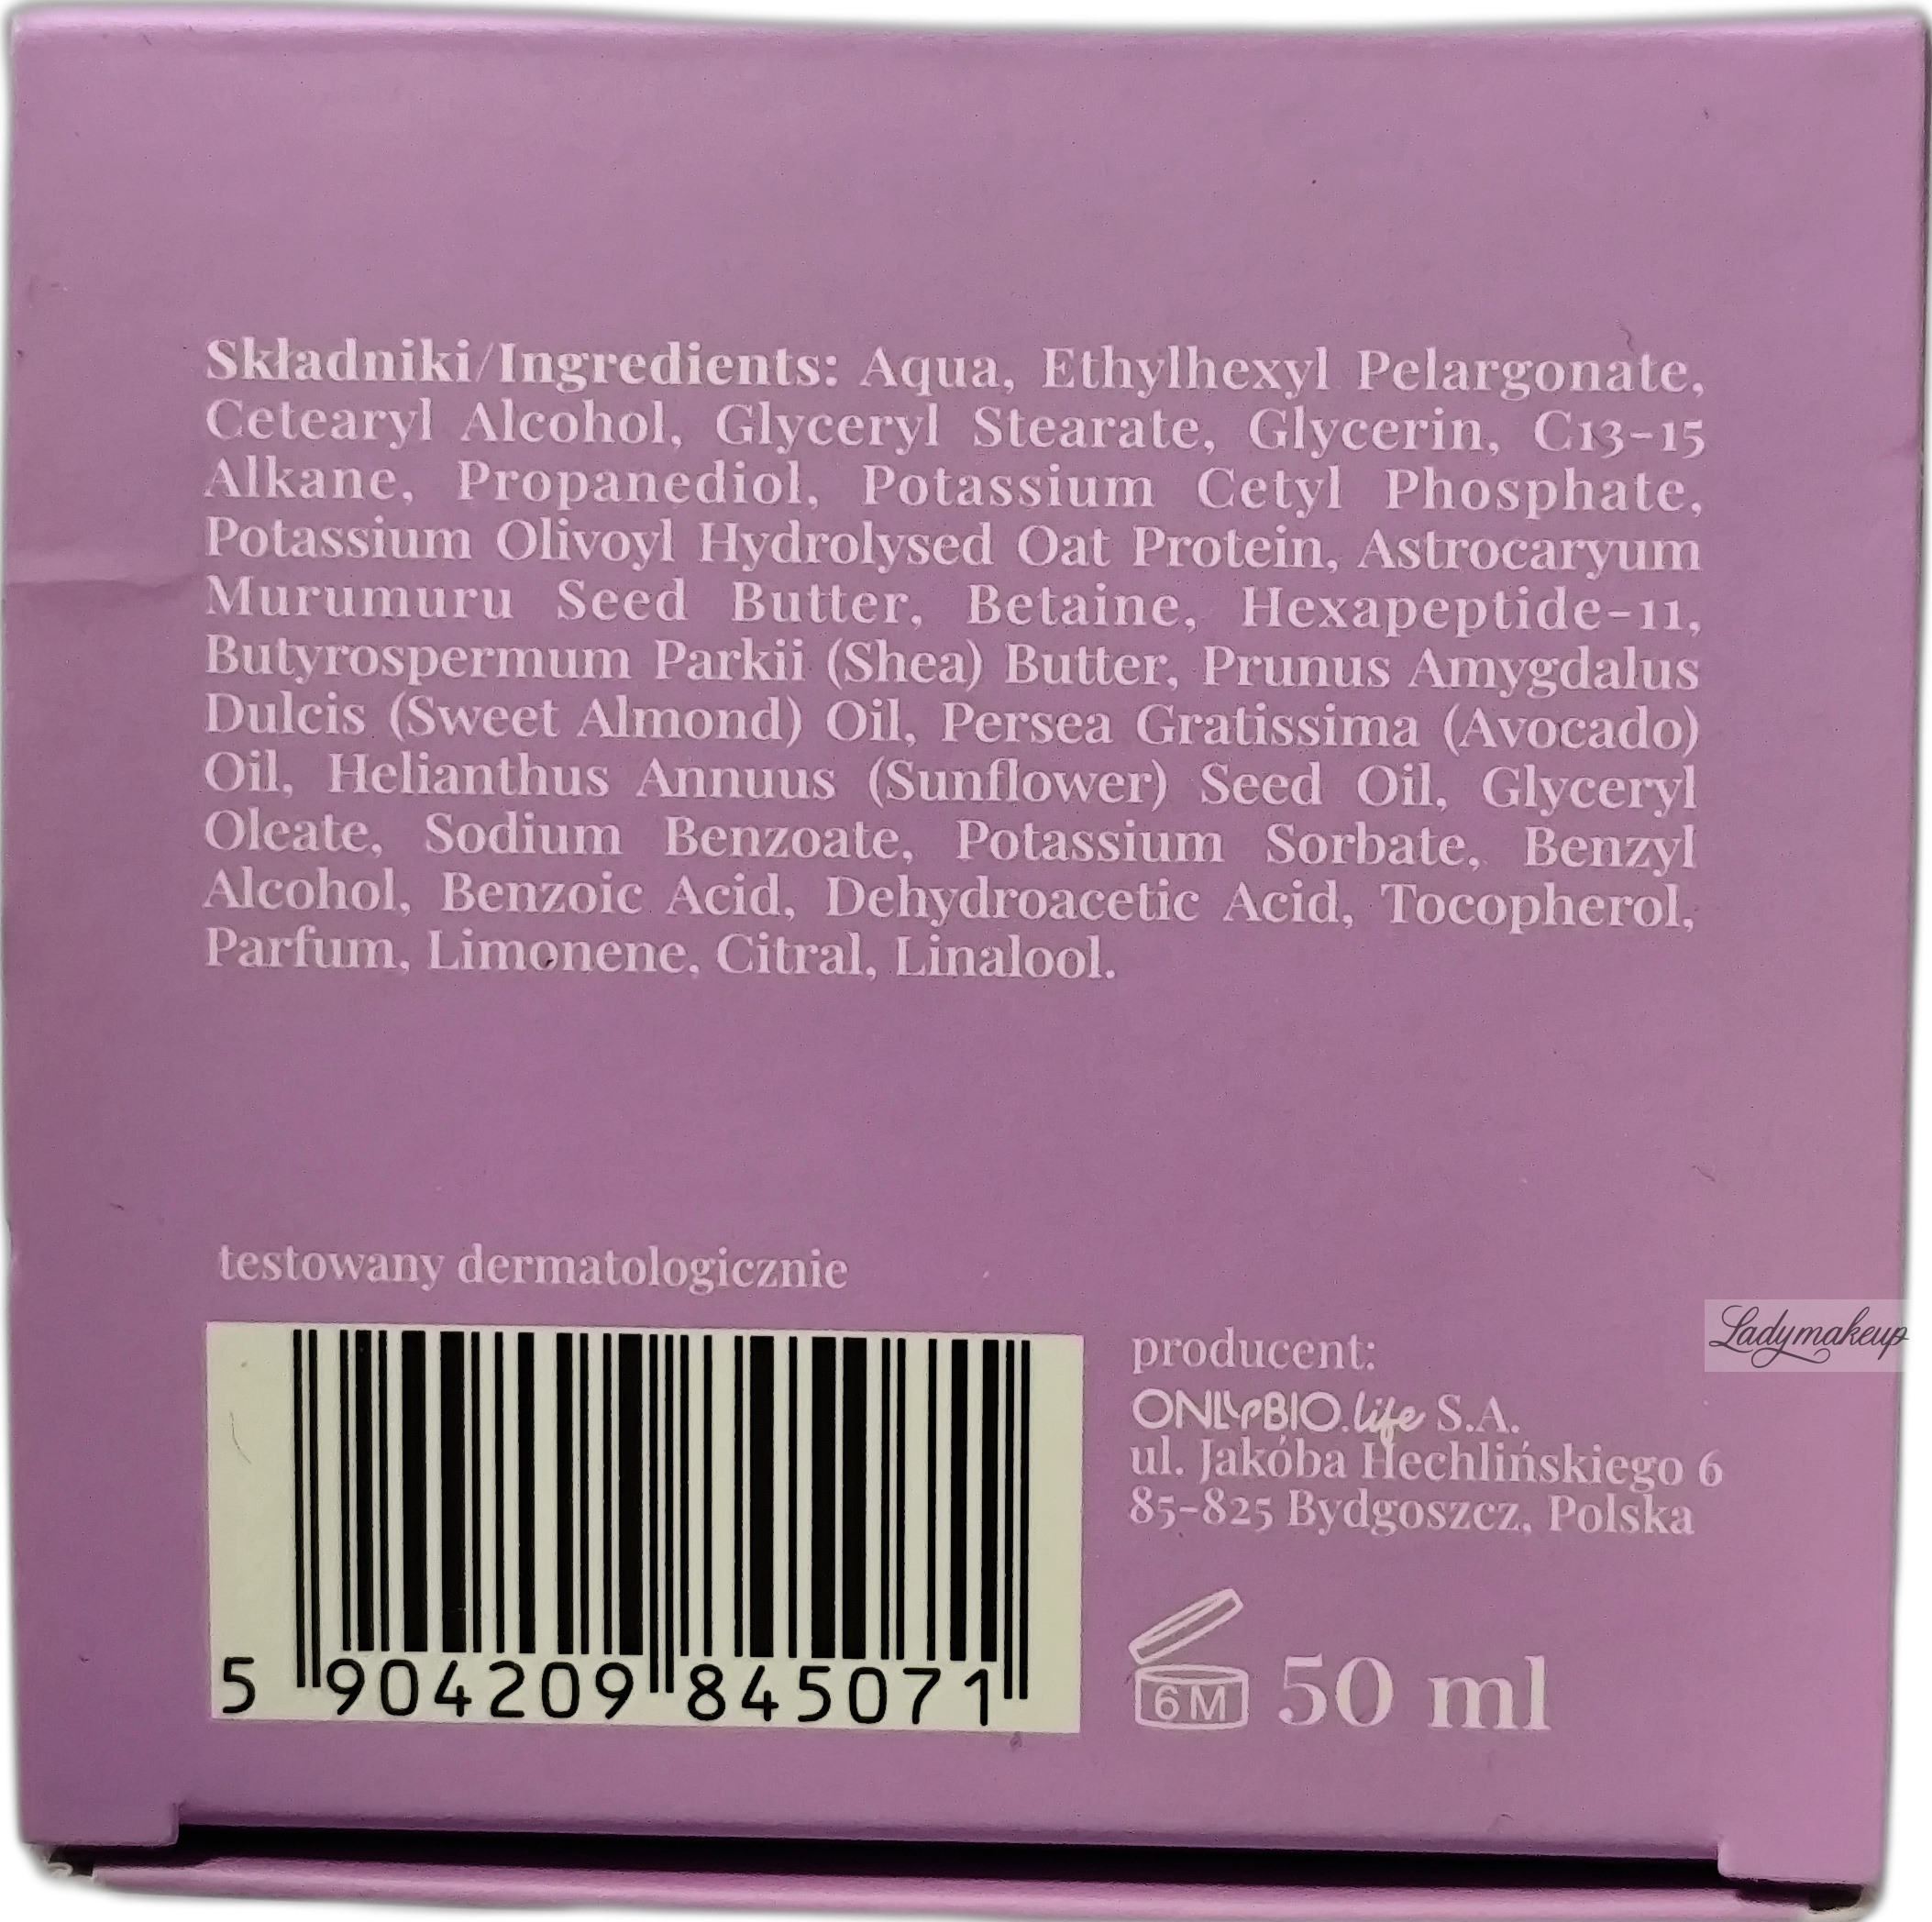 Składniki/Ingredients: Aqua, Ethylhexyl Pelargonate,
Cetearyl Alcohol, Glyceryl Stearate, Glycerin, C13-15
Alkane, Propanediol, Potassium Cetyl Phosphate,
Potassium Olivoyl Hydrolysed Oat Protein, Astrocaryum
Murumuru Seed Butter, Betaine, Hexapeptide-11,
Butyrospermum Parkii (Shea) Butter, Prunus Amygdalus
Dulcis (Sweet Almond) Oil, Persea Gratissima (Avocado)
Oil, Helianthus Annuus (Sunflower) Seed Oil, Glyceryl
Oleate, Sodium Benzoate, Potassium Sorbate, Benzyl
Alcohol, Benzoic Acid, Dehydroacetic Acid, Tocopherol,
Parfum, Limonene, Citral, Linalool.
testowany dermatologicznie
5 904209 845071
producent:
ONLYBIO.life S.A.
ul. Jakóba Hechlińskiego 6
85-825 Bydgoszcz, Polska
6M 50 ml
Ladymakeup